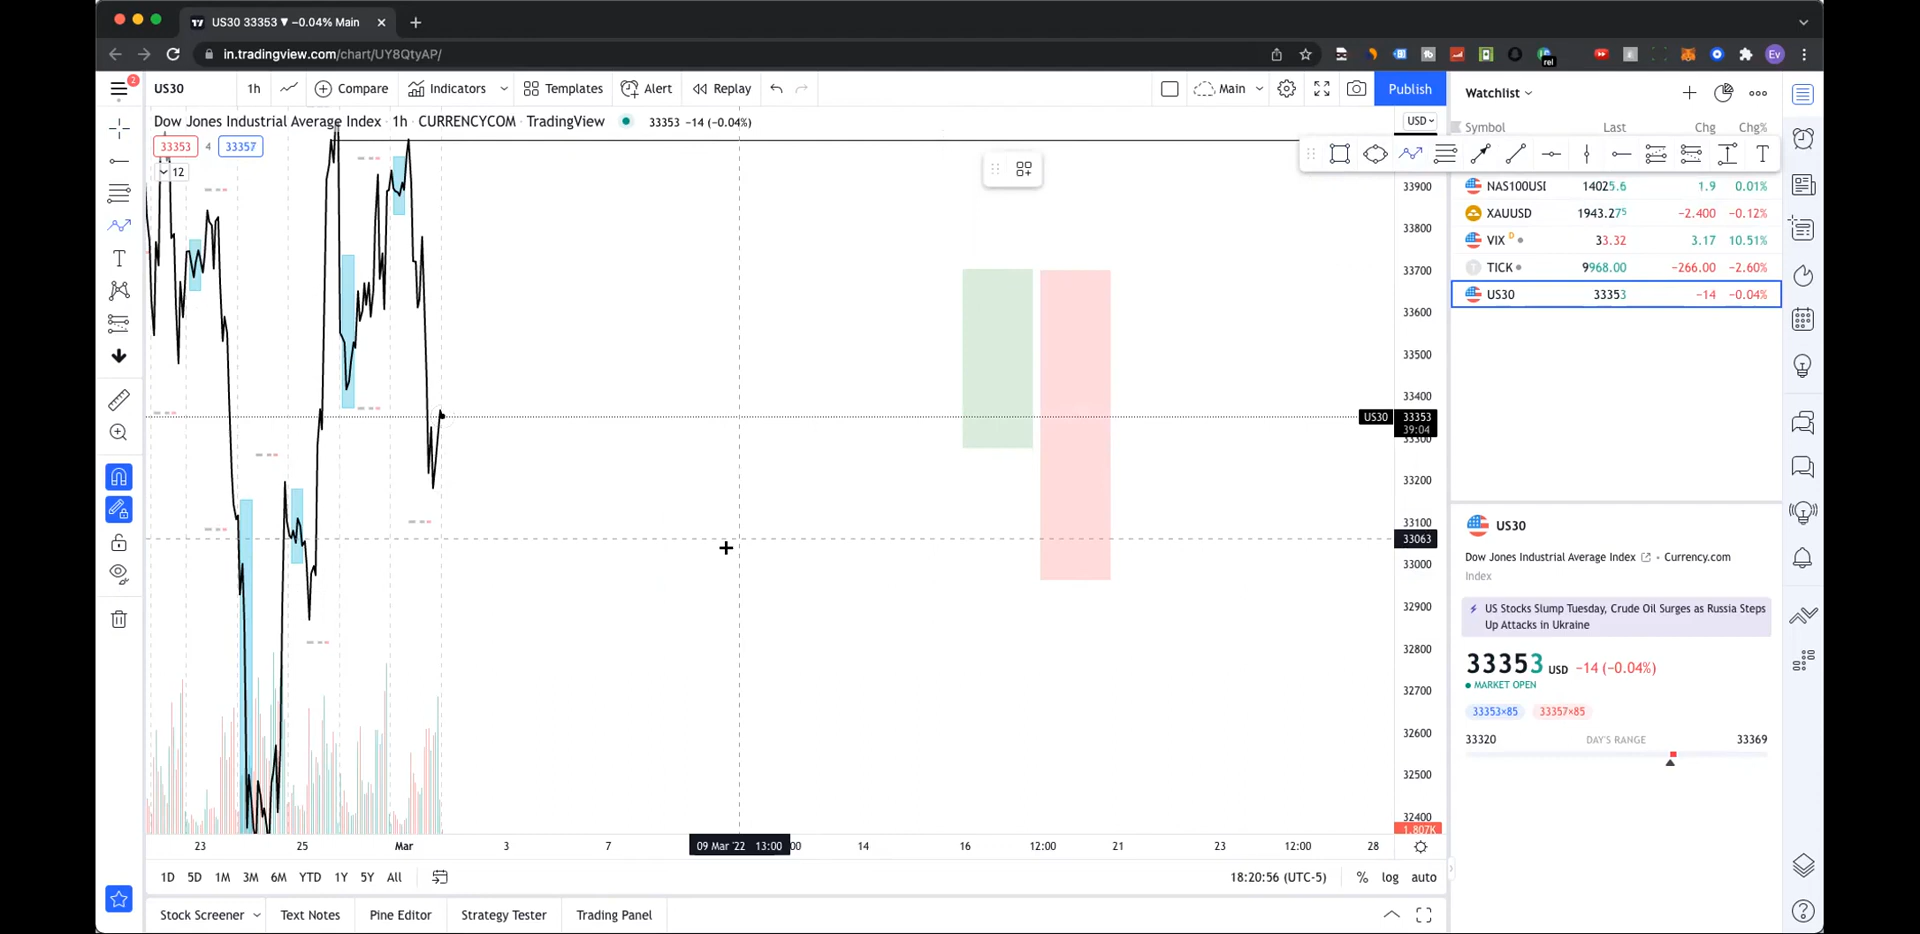 US30 33353 ▼ −0.04% Main
in.tradingview.com/chart/UY8QtyAP/
rel
Ev
2
US30 1h Compare Indicators Templates Alert Replay Main Publish
Watchlist
Dow Jones Industrial Average Index · 1h · CURRENCYCOM · TradingView 33353 −14 (−0.04%)
USD
Symbol Last Chg Chg%
33353 4 33357
12
T
T
NAS100USD 14025.6 1.9 0.01%
XAUUSD 1943.275 −2.400 −0.12%
VIX D 33.32 3.17 10.51%
TICK 9968.00 −266.00 −2.60%
US30 33353 −14 −0.04%
33900
33800
33700
33600
33500
33400
US30 33353
39:04
33300
33200
33100
33063
33000
32900
32800
32700
32600
32500
32400
1.807K
US30
Dow Jones Industrial Average Index • Currency.com
Index
US Stocks Slump Tuesday, Crude Oil Surges as Russia Steps
Up Attacks in Ukraine
33353 USD −14 (−0.04%)
MARKET OPEN
33353×85 33357×85
33320 DAY'S RANGE 33369
23 25 Mar 3 7 09 Mar '22 13:00 :00 14 16 12:00 21 23 12:00 28
1D 5D 1M 3M 6M YTD 1Y 5Y All
18:20:56 (UTC-5) % log auto
Stock Screener Text Notes Pine Editor Strategy Tester Trading Panel